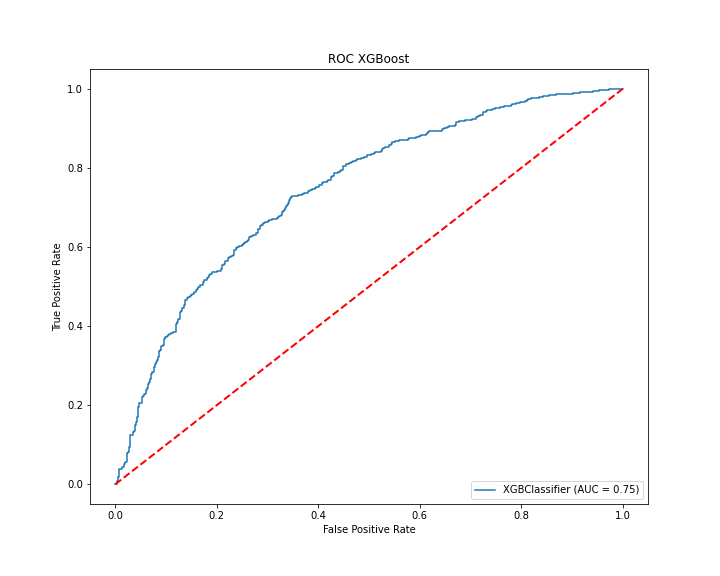 ROC XGBoost
1.0
0.8
0.6
0.4
0.2
0.0
True Positive Rate
XGBClassifier (AUC = 0.75)
0.0 0.2 0.4 0.6 0.8 1.0
False Positive Rate